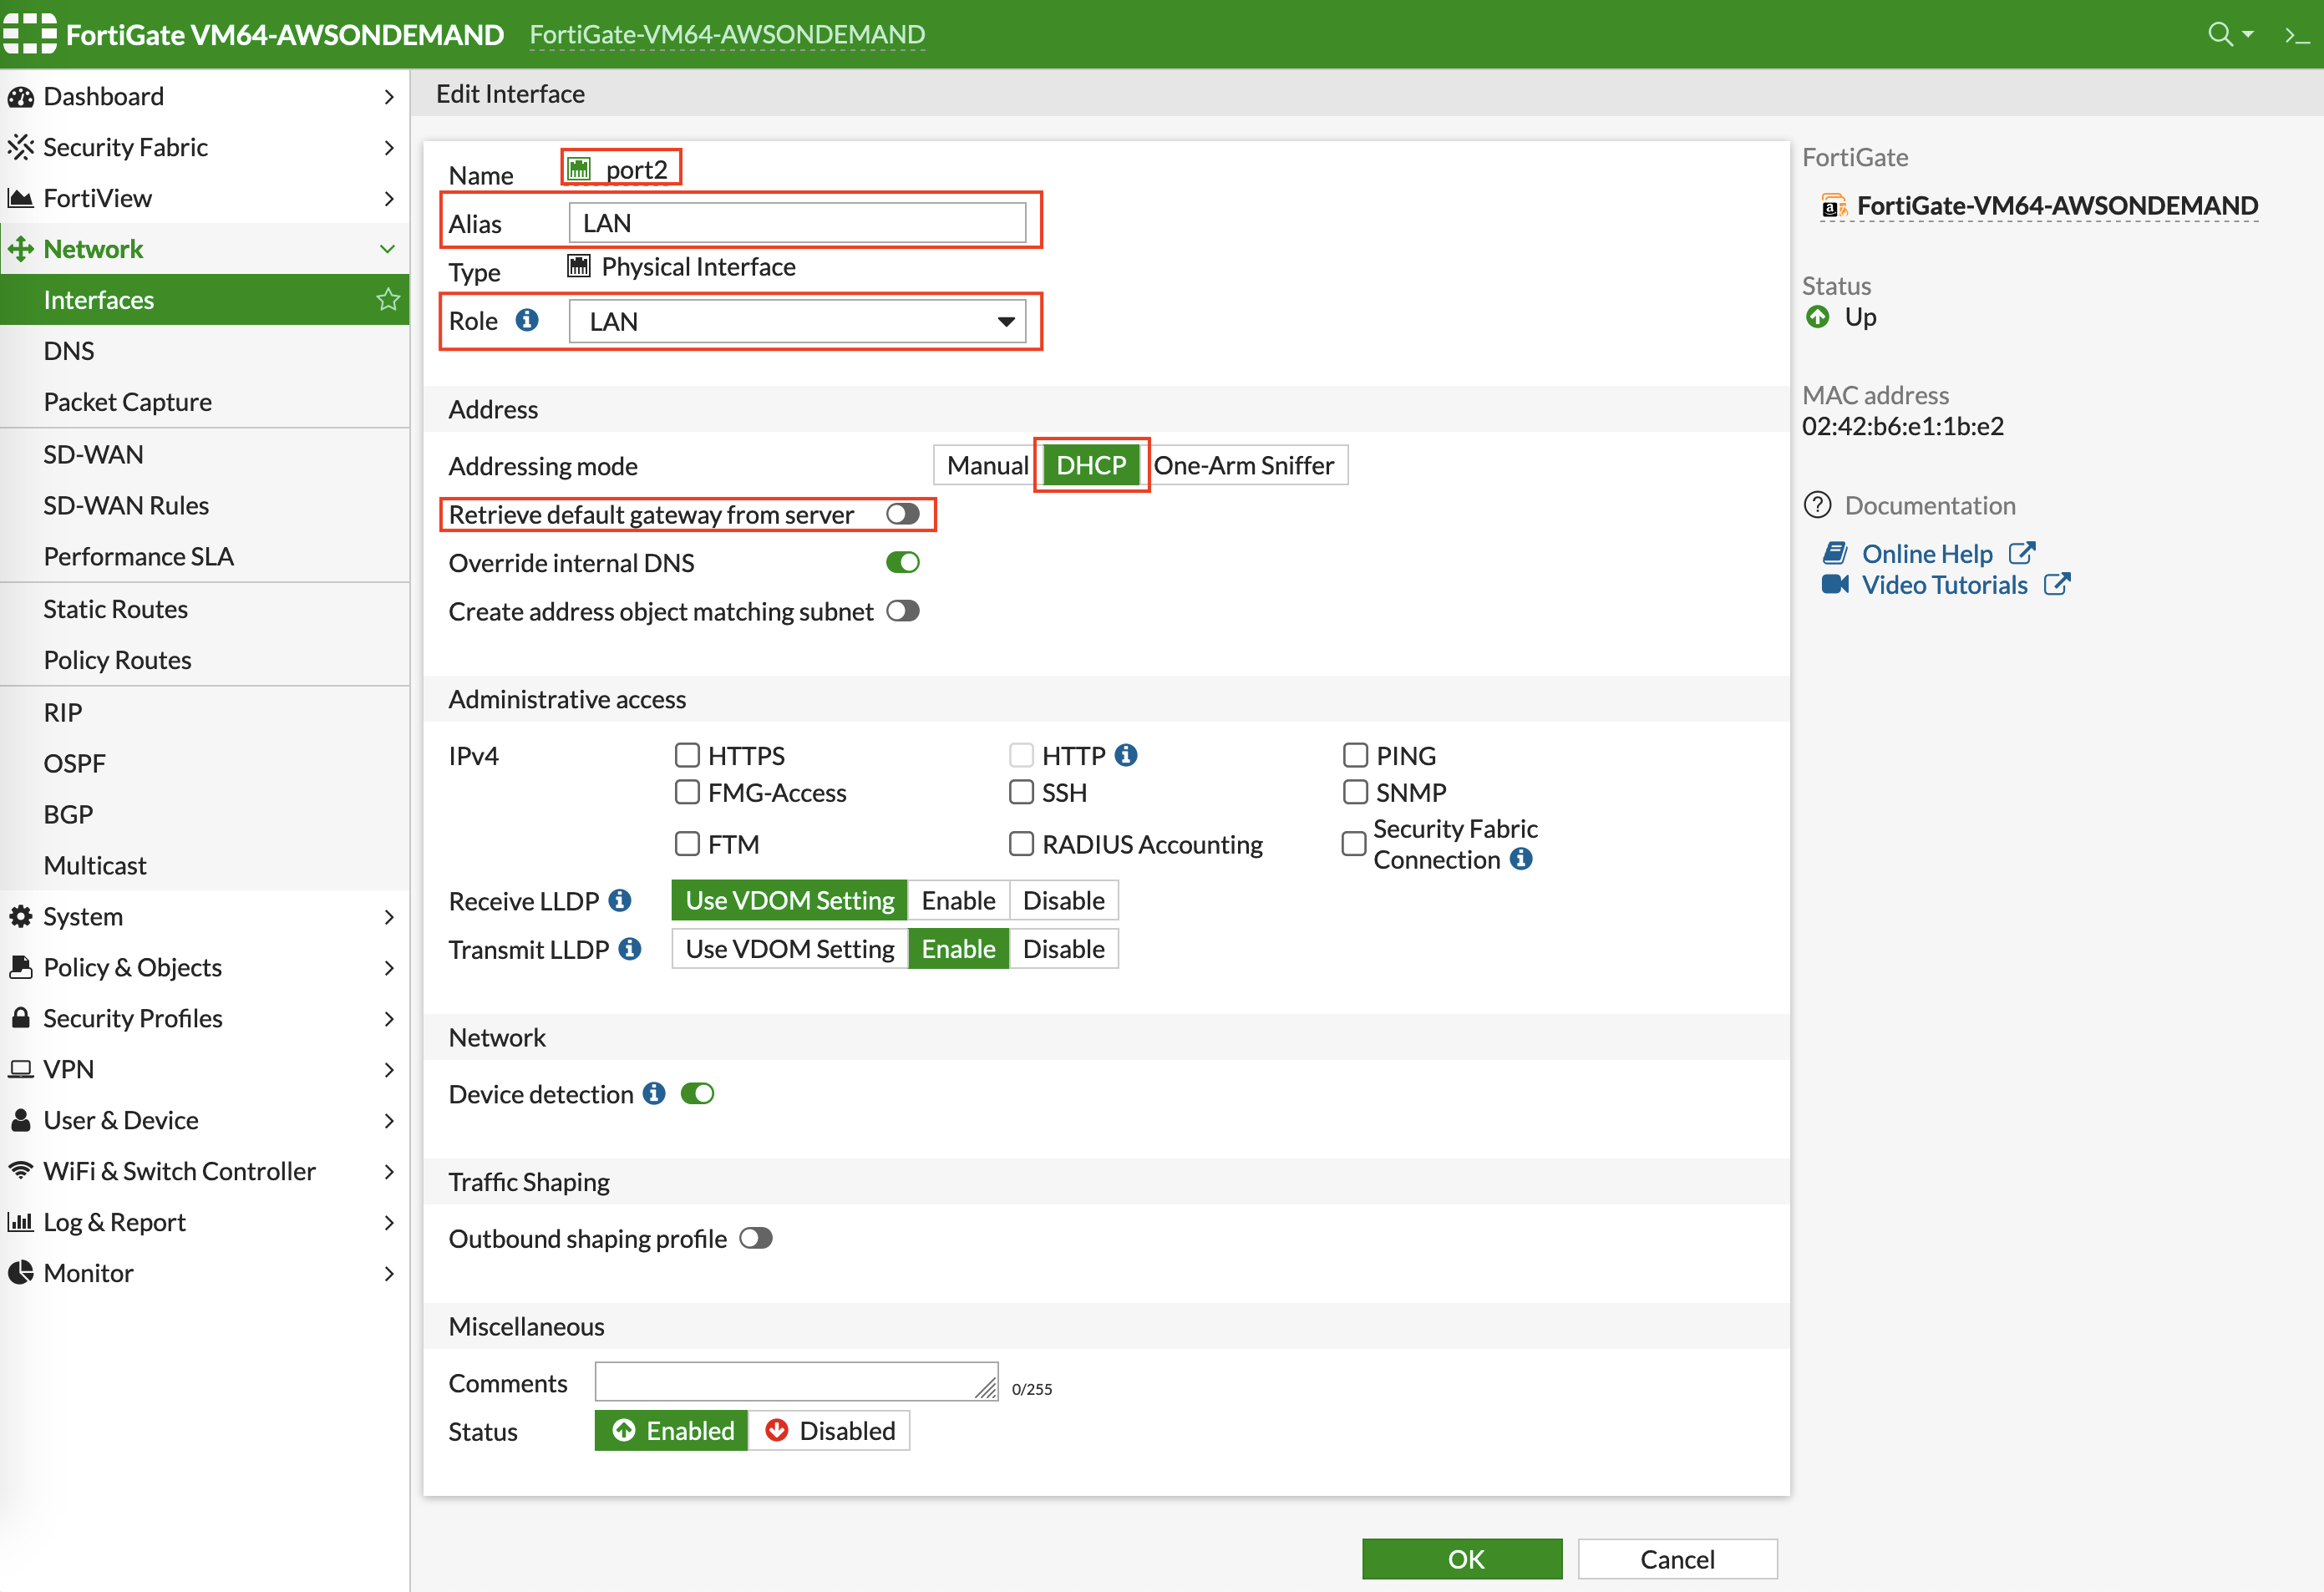 FortiGate VM64-AWSONDEMAND FortiGate-VM64-AWSONDEMAND >_
Dashboard
Security Fabric
FortiView
Network
Interfaces
DNS
Packet Capture
SD-WAN
SD-WAN Rules
Performance SLA
Static Routes
Policy Routes
RIP
OSPF
BGP
Multicast
System
Policy & Objects
Security Profiles
VPN
User & Device
WiFi & Switch Controller
Log & Report
Monitor
Edit Interface
Name port2
Alias LAN
Type Physical Interface
Role LAN
Address
Addressing mode Manual DHCP One-Arm Sniffer
Retrieve default gateway from server
Override internal DNS
Create address object matching subnet
Administrative access
IPv4 HTTPS HTTP PING
FMG-Access SSH SNMP
FTM RADIUS Accounting Security Fabric
Connection
Receive LLDP Use VDOM Setting Enable Disable
Transmit LLDP Use VDOM Setting Enable Disable
Network
Device detection
Traffic Shaping
Outbound shaping profile
Miscellaneous
Comments 0/255
Status Enabled Disabled
OK Cancel
FortiGate
FortiGate-VM64-AWSONDEMAND
Status
Up
MAC address
02:42:b6:e1:1b:e2
Documentation
Online Help
Video Tutorials